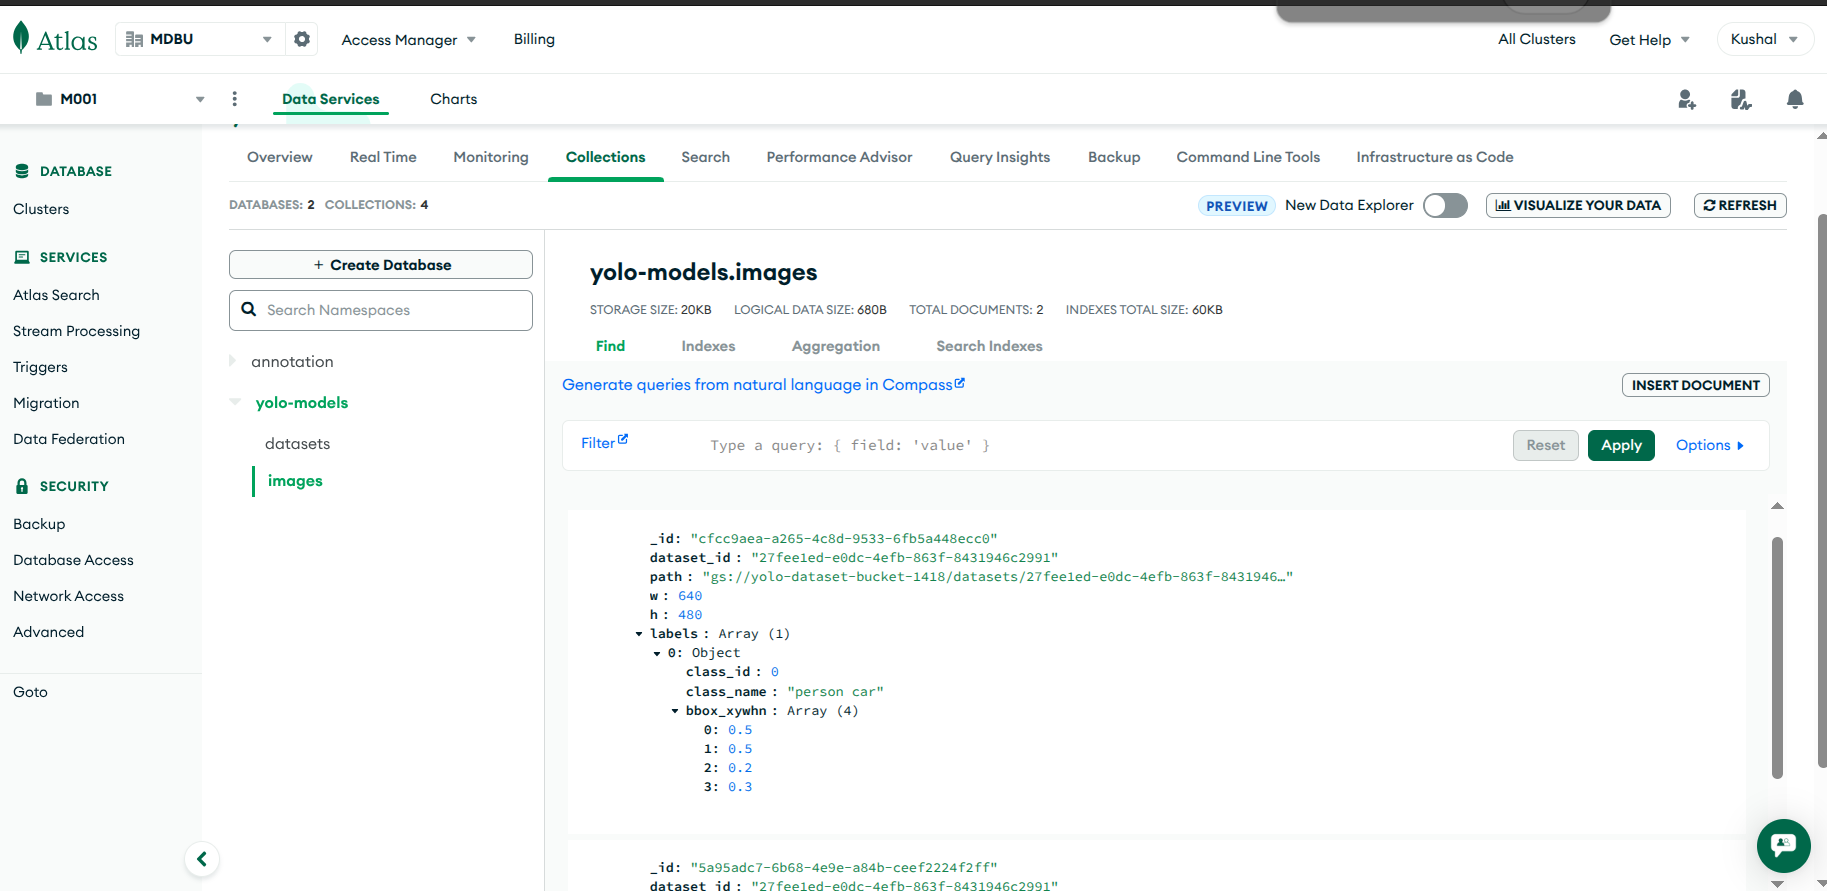 Atlas
MDBU
Access Manager
Billing
All Clusters
Get Help
Kushal
M001
Data Services
Charts
DATABASE
Clusters
SERVICES
Atlas Search
Stream Processing
Triggers
Migration
Data Federation
SECURITY
Backup
Database Access
Network Access
Advanced
Goto
Overview
Real Time
Monitoring
Collections
Search
Performance Advisor
Query Insights
Backup
Command Line Tools
Infrastructure as Code
DATABASES: 2 COLLECTIONS: 4
PREVIEW New Data Explorer
VISUALIZE YOUR DATA
REFRESH
+ Create Database
Search Namespaces
annotation
yolo-models
datasets
images
yolo-models.images
STORAGE SIZE: 20KB LOGICAL DATA SIZE: 680B TOTAL DOCUMENTS: 2 INDEXES TOTAL SIZE: 60KB
Find
Indexes
Aggregation
Search Indexes
Generate queries from natural language in Compass
INSERT DOCUMENT
Filter
Type a query: { field: 'value' }
Reset
Apply
Options
_id: "cfcc9aea-a265-4c8d-9533-6fb5a448ecc0"
dataset_id: "27fee1ed-e0dc-4efb-863f-8431946c2991"
path: "gs://yolo-dataset-bucket-1418/datasets/27fee1ed-e0dc-4efb-863f-8431946…"
w: 640
h: 480
labels: Array (1)
0: Object
class_id: 0
class_name: "person car"
bbox_xywhn: Array (4)
0: 0.5
1: 0.5
2: 0.2
3: 0.3
_id: "5a95adc7-6b68-4e9e-a84b-ceef2224f2ff"
dataset_id: "27fee1ed-e0dc-4efb-863f-8431946c2991"